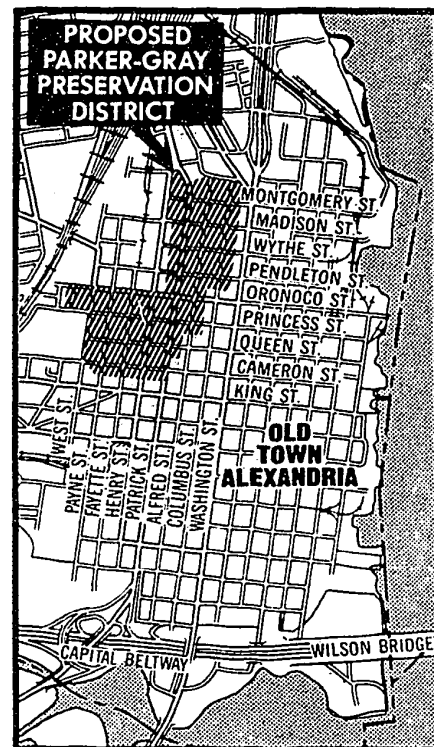 PROPOSED
PARKER-GRAY
PRESERVATION
DISTRICT
MONTGOMERY ST.
MADISON ST.
WYTHE ST.
PENDLETON ST.
ORONOCO ST.
PRINCESS ST.
QUEEN ST.
CAMERON ST.
KING ST.
WEST ST.
PAYNE ST.
FAYETTE ST.
HENRY ST.
PATRICK ST.
ALFRED ST.
COLUMBUS ST.
WASHINGTON ST.
OLD
TOWN
ALEXANDRIA
CAPITAL BELTWAY
WILSON BRIDGE